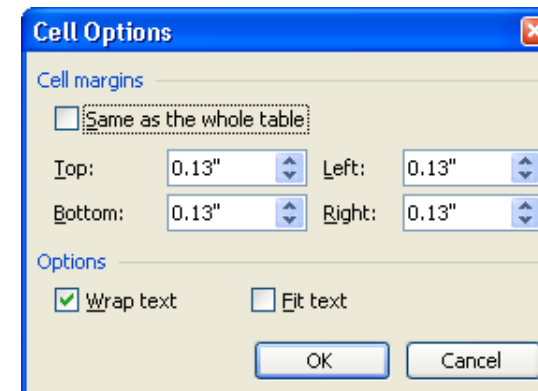 Cell Options
Cell margins
Same as the whole table
Top: 0.13" Left: 0.13"
Bottom: 0.13" Right: 0.13"
Options
Wrap text Fit text
OK Cancel